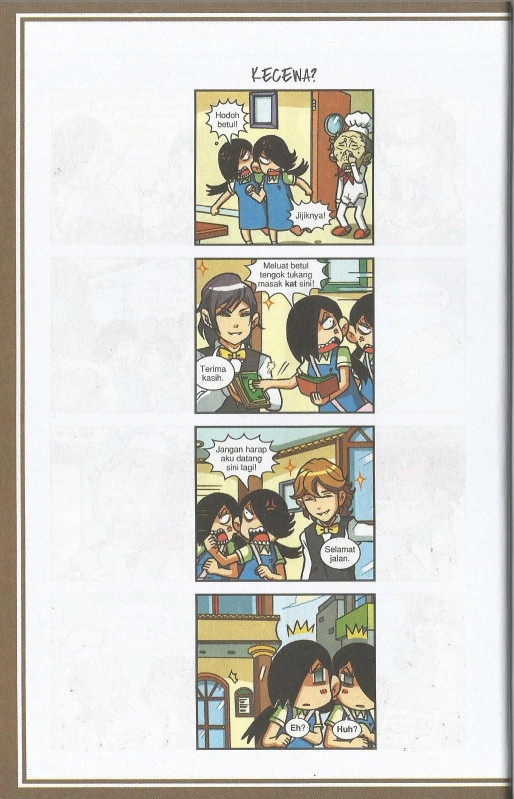 KECEWA?
Hodoh
betul!
Jijiknya!
Meluat betul
tengok tukang
masak kat sini!
Terima
kasih.
Jangan harap
aku datang
sini lagi!
Selamat
jalan.
Eh?
Huh?